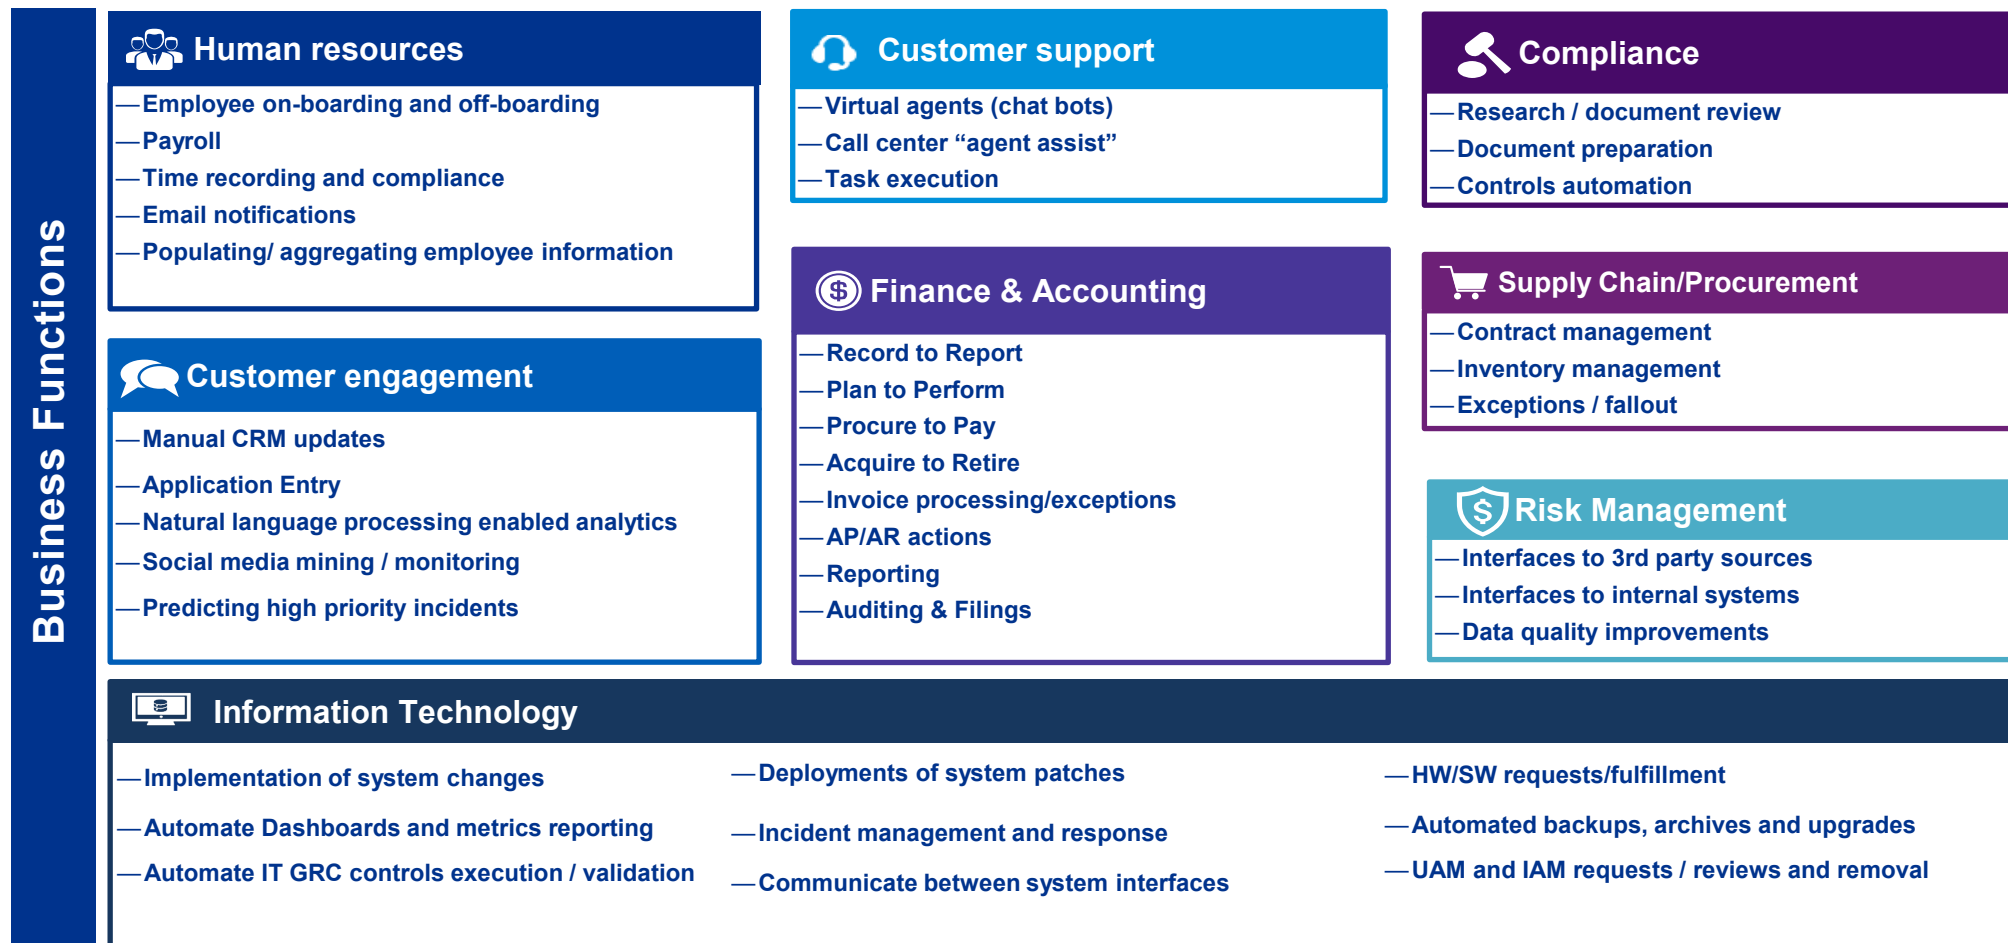 Business Functions
Human resources
—Employee on-boarding and off-boarding
—Payroll
—Time recording and compliance
—Email notifications
—Populating/ aggregating employee information
Customer engagement
—Manual CRM updates
—Application Entry
—Natural language processing enabled analytics
—Social media mining / monitoring
—Predicting high priority incidents
Customer support
—Virtual agents (chat bots)
—Call center “agent assist”
—Task execution
Finance & Accounting
—Record to Report
—Plan to Perform
—Procure to Pay
—Acquire to Retire
—Invoice processing/exceptions
—AP/AR actions
—Reporting
—Auditing & Filings
Compliance
—Research / document review
—Document preparation
—Controls automation
Supply Chain/Procurement
—Contract management
—Inventory management
—Exceptions / fallout
Risk Management
—Interfaces to 3rd party sources
—Interfaces to internal systems
—Data quality improvements
Information Technology
—Implementation of system changes
—Automate Dashboards and metrics reporting
—Automate IT GRC controls execution / validation
—Deployments of system patches
—Incident management and response
—Communicate between system interfaces
—HW/SW requests/fulfillment
—Automated backups, archives and upgrades
—UAM and IAM requests / reviews and removal